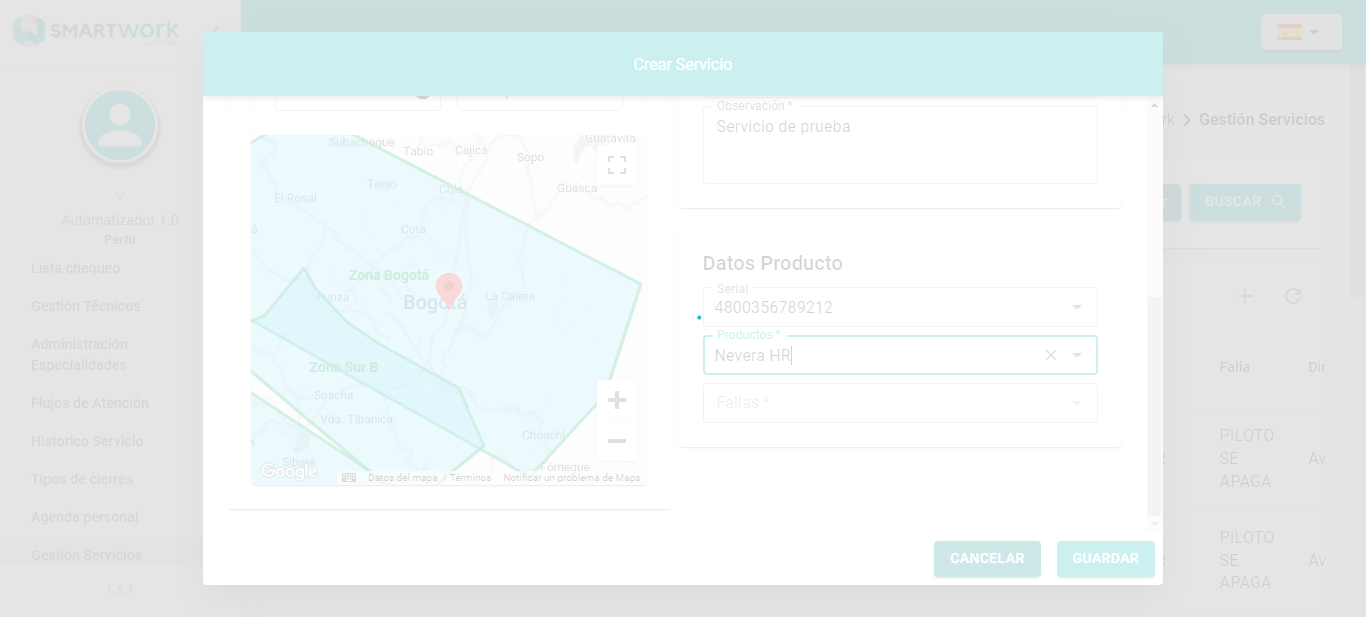 SMARTwork
Crear Servicio
Automatizador 1.0
Perfil
Lista chequeo
Gestión Técnicos
Administración
Especialidades
Flujos de Atención
Historico Servicio
Tipos de cierres
Agenda personal
Gestión Servicios
1.6.1
Subachoque
Tabio
Cajicá
Sopo
Guatavita
Tenjo
Chía
Guasca
El Rosal
Cota
Zona Bogotá
Funza
Bogotá
La Calera
Zona Sur B
Soacha
Vda. Tibanica
Choachí
Sibaté
Fómeque
Google
Datos del mapa
Términos
Notificar un problema de Maps
Observación *
Servicio de prueba
Datos Producto
Serial
4800356789212
Productos *
Nevera HR
Fallas *
CANCELAR
GUARDAR
rk > Gestión Servicios
BUSCAR
Falla
Dir
PILOTO
SE
APAGA
Av
PILOTO
SE
APAGA
Av